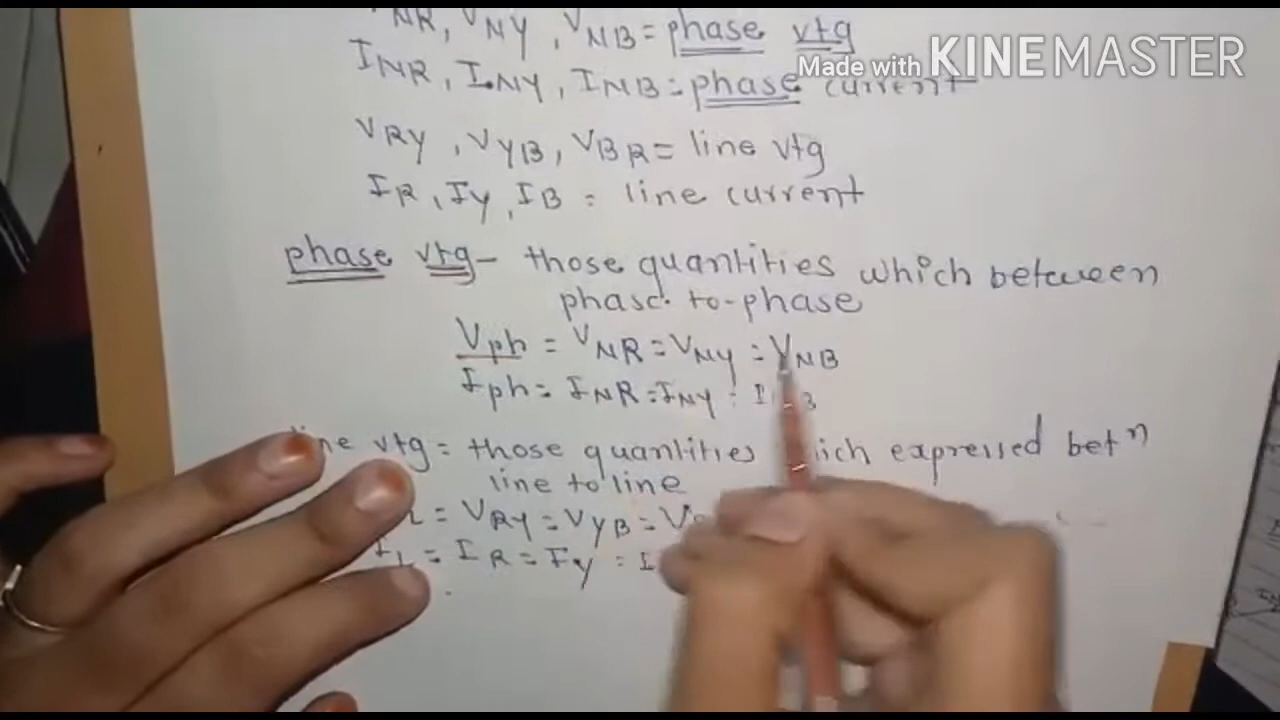 VNR, VNY, VNB = phase vtg
Made with KINEMASTER
INR, INY, INB = phase current
VRY, VYB, VBR = line vtg
IR, IY, IB = line current
phase vtg - those quantities which between
phase to-phase
Vph = VNR = VNY = VNB
Iph = INR = INY =
line vtg = those quantities which expressed betn
line to line
= VRY = VYB =
IL = IR = IY =